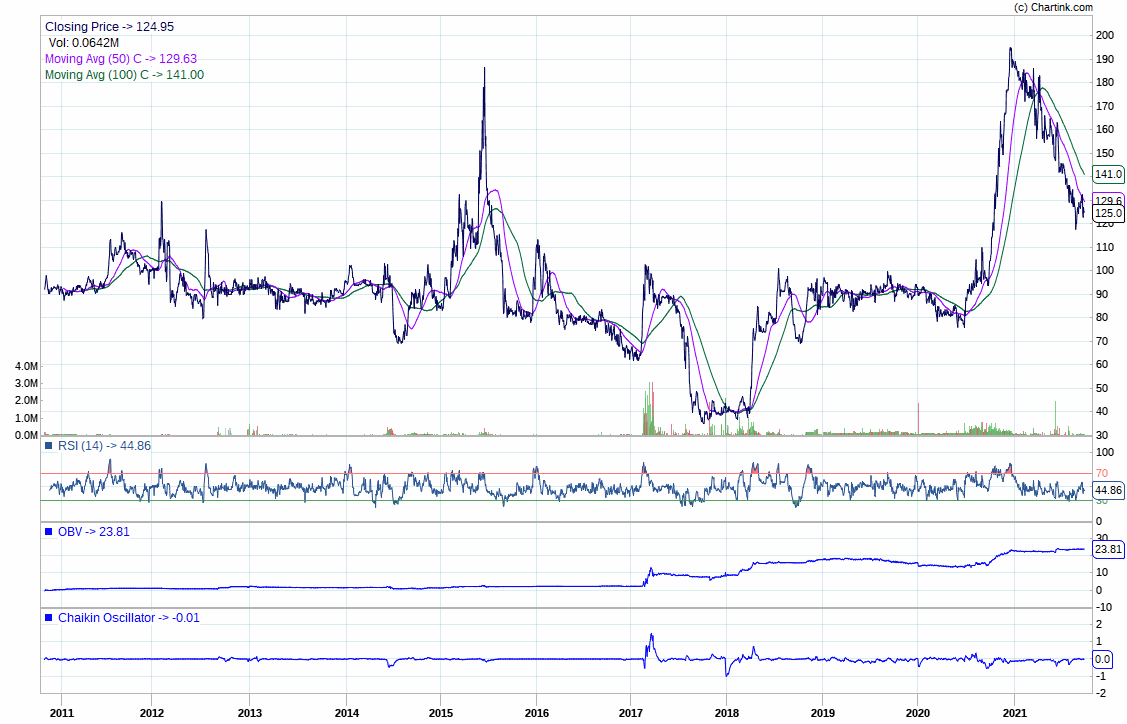 (c) Chartink.com
Closing Price -> 124.95
Vol: 0.0642M
Moving Avg (50) C -> 129.63
Moving Avg (100) C -> 141.00
200
190
180
170
160
150
141.0
129.6
125.0
120
110
100
90
80
70
60
50
40
30
4.0M
3.0M
2.0M
1.0M
0.0M
RSI (14) -> 44.86
100
70
44.86
30
0
OBV -> 23.81
30
23.81
10
0
-10
Chaikin Oscillator -> -0.01
2
1
0.0
-1
-2
2011 2012 2013 2014 2015 2016 2017 2018 2019 2020 2021